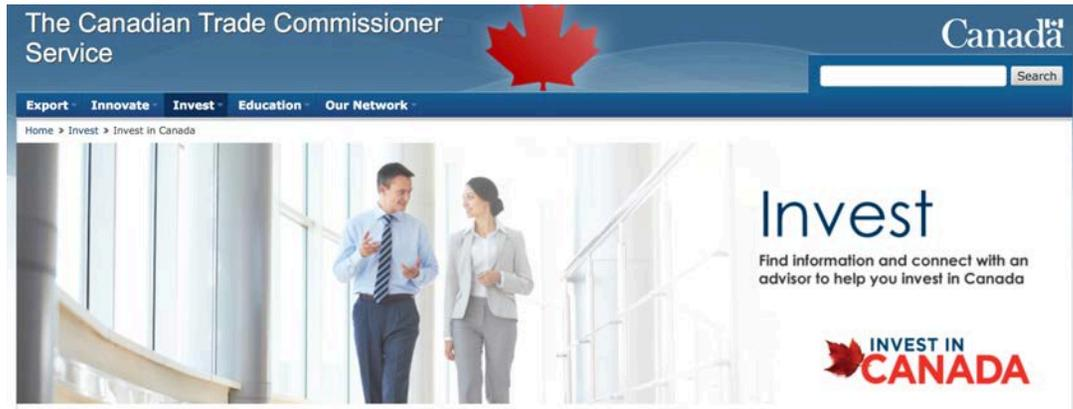 The Canadian Trade Commissioner
Service
Canada
Search
Export Innovate Invest Education Our Network
Home » Invest » Invest in Canada
Invest
Find information and connect with an
advisor to help you invest in Canada
INVEST IN
CANADA